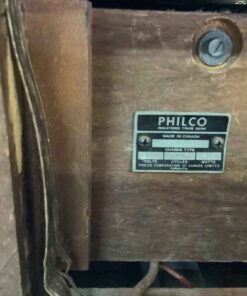 PHILCO
REGISTERED TRADE MARK
MADE IN CANADA
CHASSIS TYPE
VOLTS CYCLES WATTS
PHILCO CORPORATION OF CANADA LIMITED
TORONTO